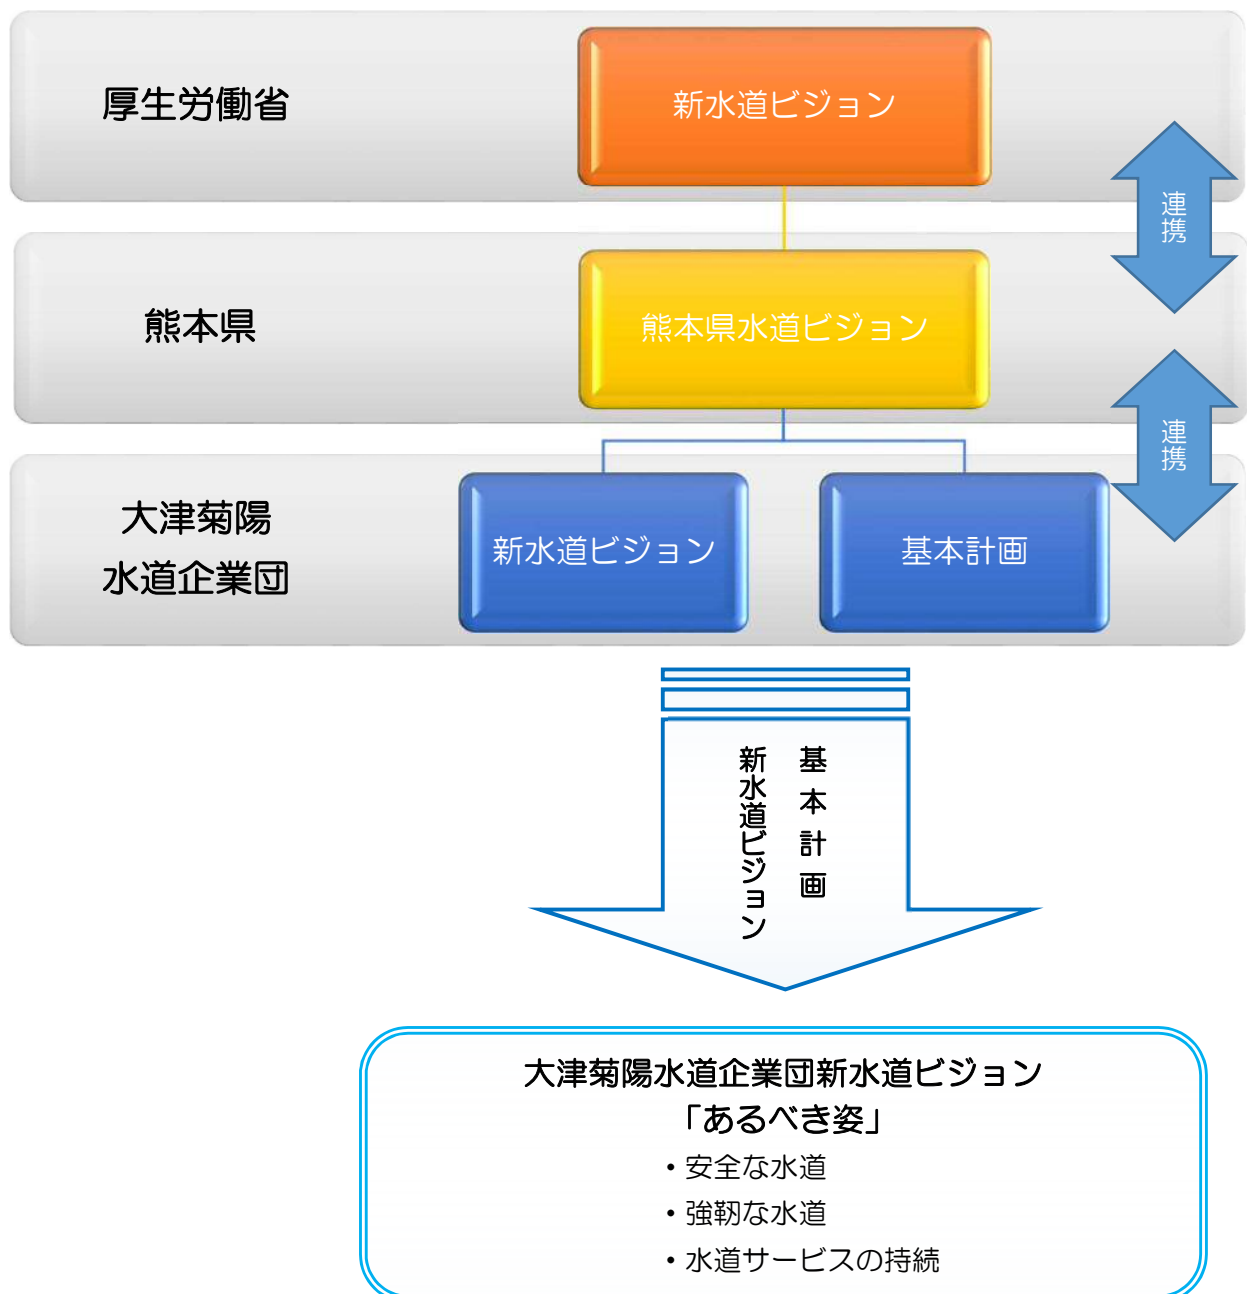 厚生労働省
新水道ビジョン
連携
熊本県
熊本県水道ビジョン
連携
大津菊陽
水道企業団
新水道ビジョン
基本計画
基本計画
新水道ビジョン
大津菊陽水道企業団新水道ビジョン
「あるべき姿」
・安全な水道
・強靭な水道
・水道サービスの持続